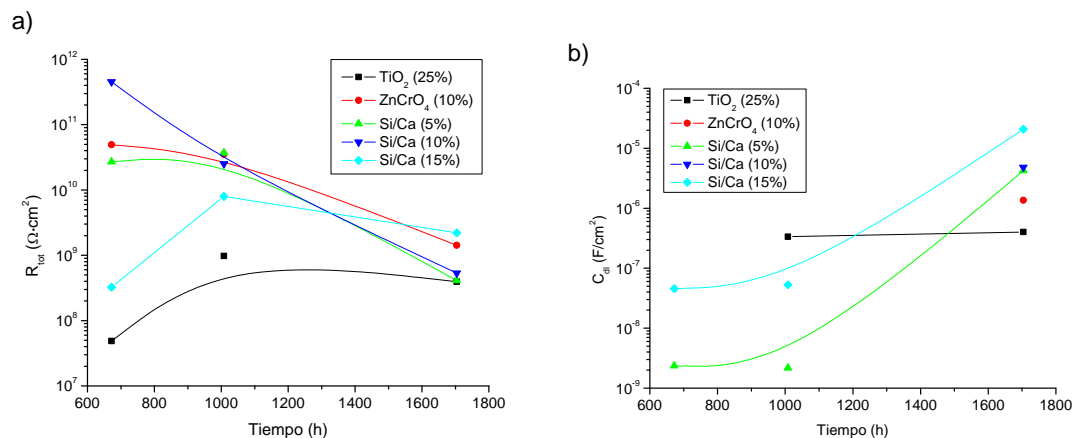 a)
R_tot (Ω·cm²)
10¹²
10¹¹
10¹⁰
10⁹
10⁸
10⁷
TiO₂ (25%)
ZnCrO₄ (10%)
Si/Ca (5%)
Si/Ca (10%)
Si/Ca (15%)
600 800 1000 1200 1400 1600 1800
Tiempo (h)
b)
C_dl (F/cm²)
10⁻⁴
10⁻⁵
10⁻⁶
10⁻⁷
10⁻⁸
10⁻⁹
TiO₂ (25%)
ZnCrO₄ (10%)
Si/Ca (5%)
Si/Ca (10%)
Si/Ca (15%)
600 800 1000 1200 1400 1600 1800
Tiempo (h)